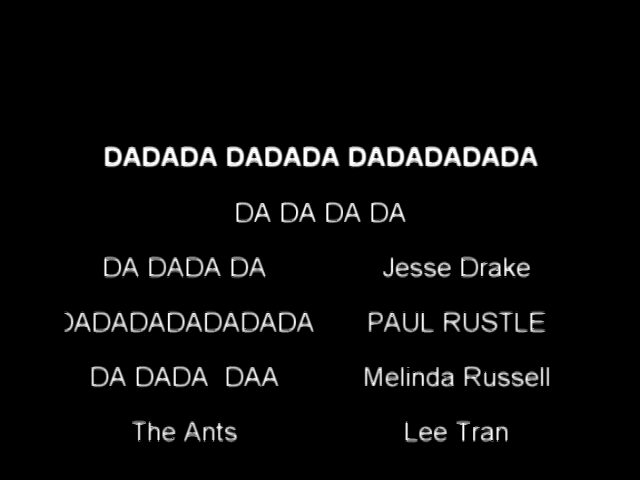 DADADA DADADA DADADADADA
DA DA DA DA
DA DADA DA Jesse Drake
DADADADADADADA PAUL RUSTLE
DA DADA DAA Melinda Russell
The Ants Lee Tran